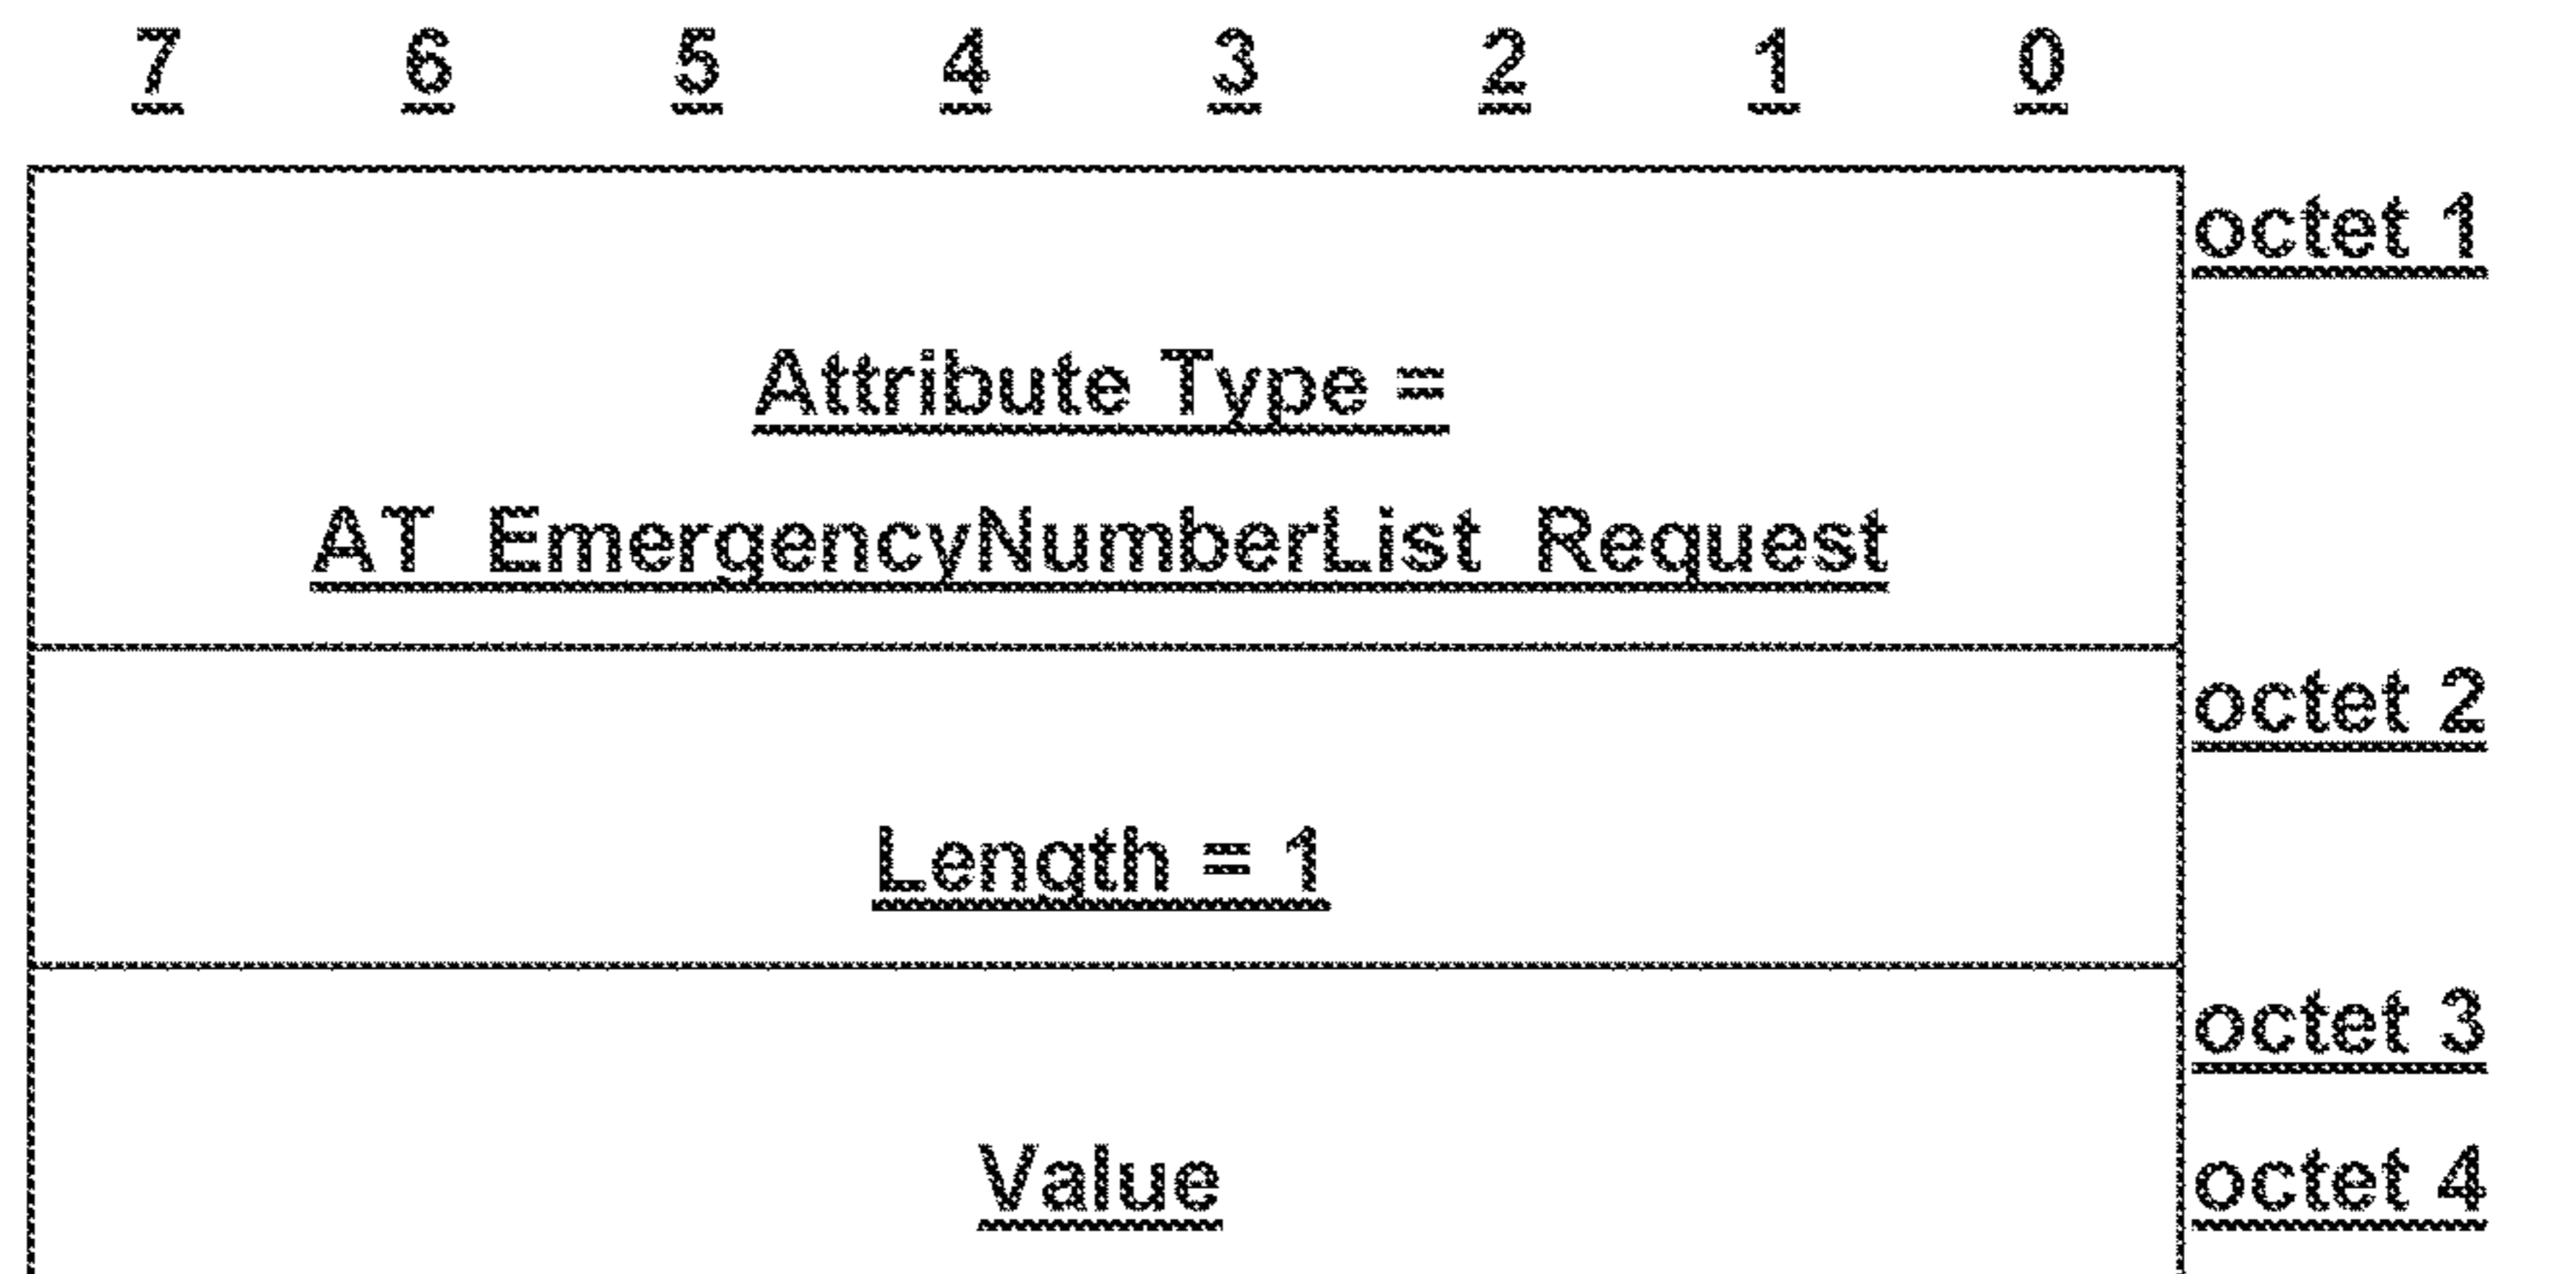 7 6 5 4 3 2 1 0
octet 1
Attribute Type =
AT_EmergencyNumberList_Request
octet 2
Length = 1
octet 3
Value octet 4